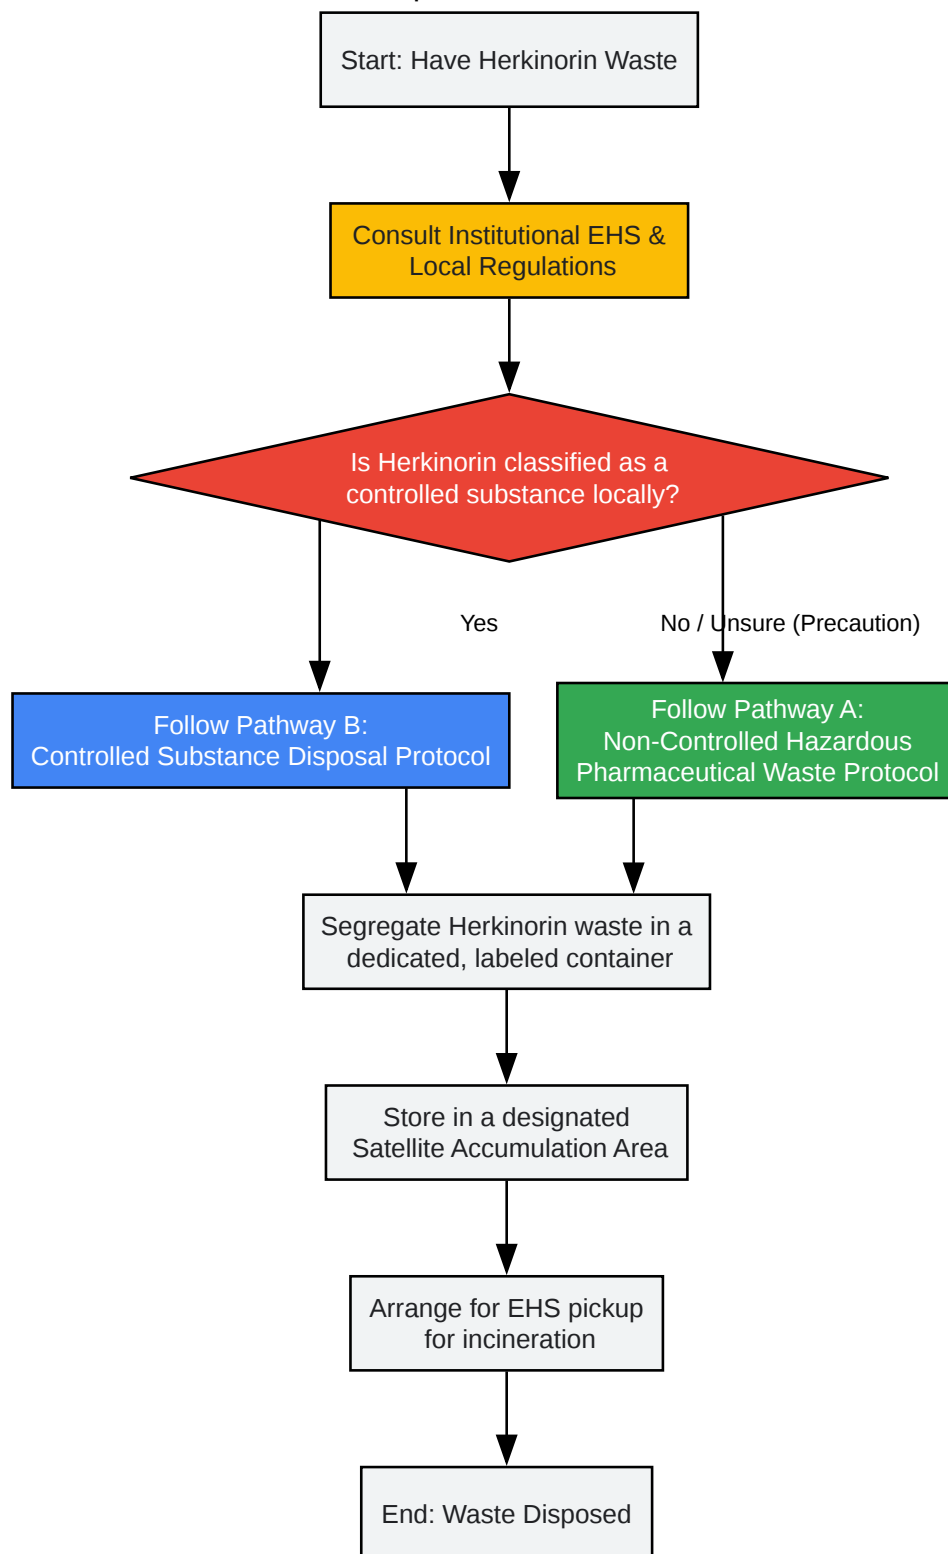 Start: Have Herkinorin Waste
Consult Institutional EHS &
Local Regulations
Is Herkinorin classified as a
controlled substance locally?
Yes
No / Unsure (Precaution)
Follow Pathway B:
Controlled Substance Disposal Protocol
Follow Pathway A:
Non-Controlled Hazardous
Pharmaceutical Waste Protocol
Segregate Herkinorin waste in a
dedicated, labeled container
Store in a designated
Satellite Accumulation Area
Arrange for EHS pickup
for incineration
End: Waste Disposed